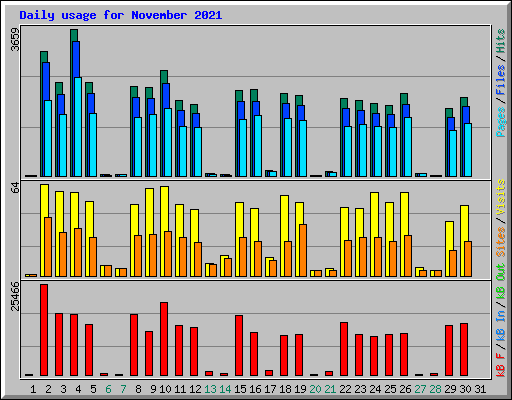 Daily usage for November 2021
3659
Pages / Files / Hits
64
Sites / Visits
25466
kB F / kB In / kB Out
1 2 3 4 5 6 7 8 9 10 11 12 13 14 15 16 17 18 19 20 21 22 23 24 25 26 27 28 29 30 31